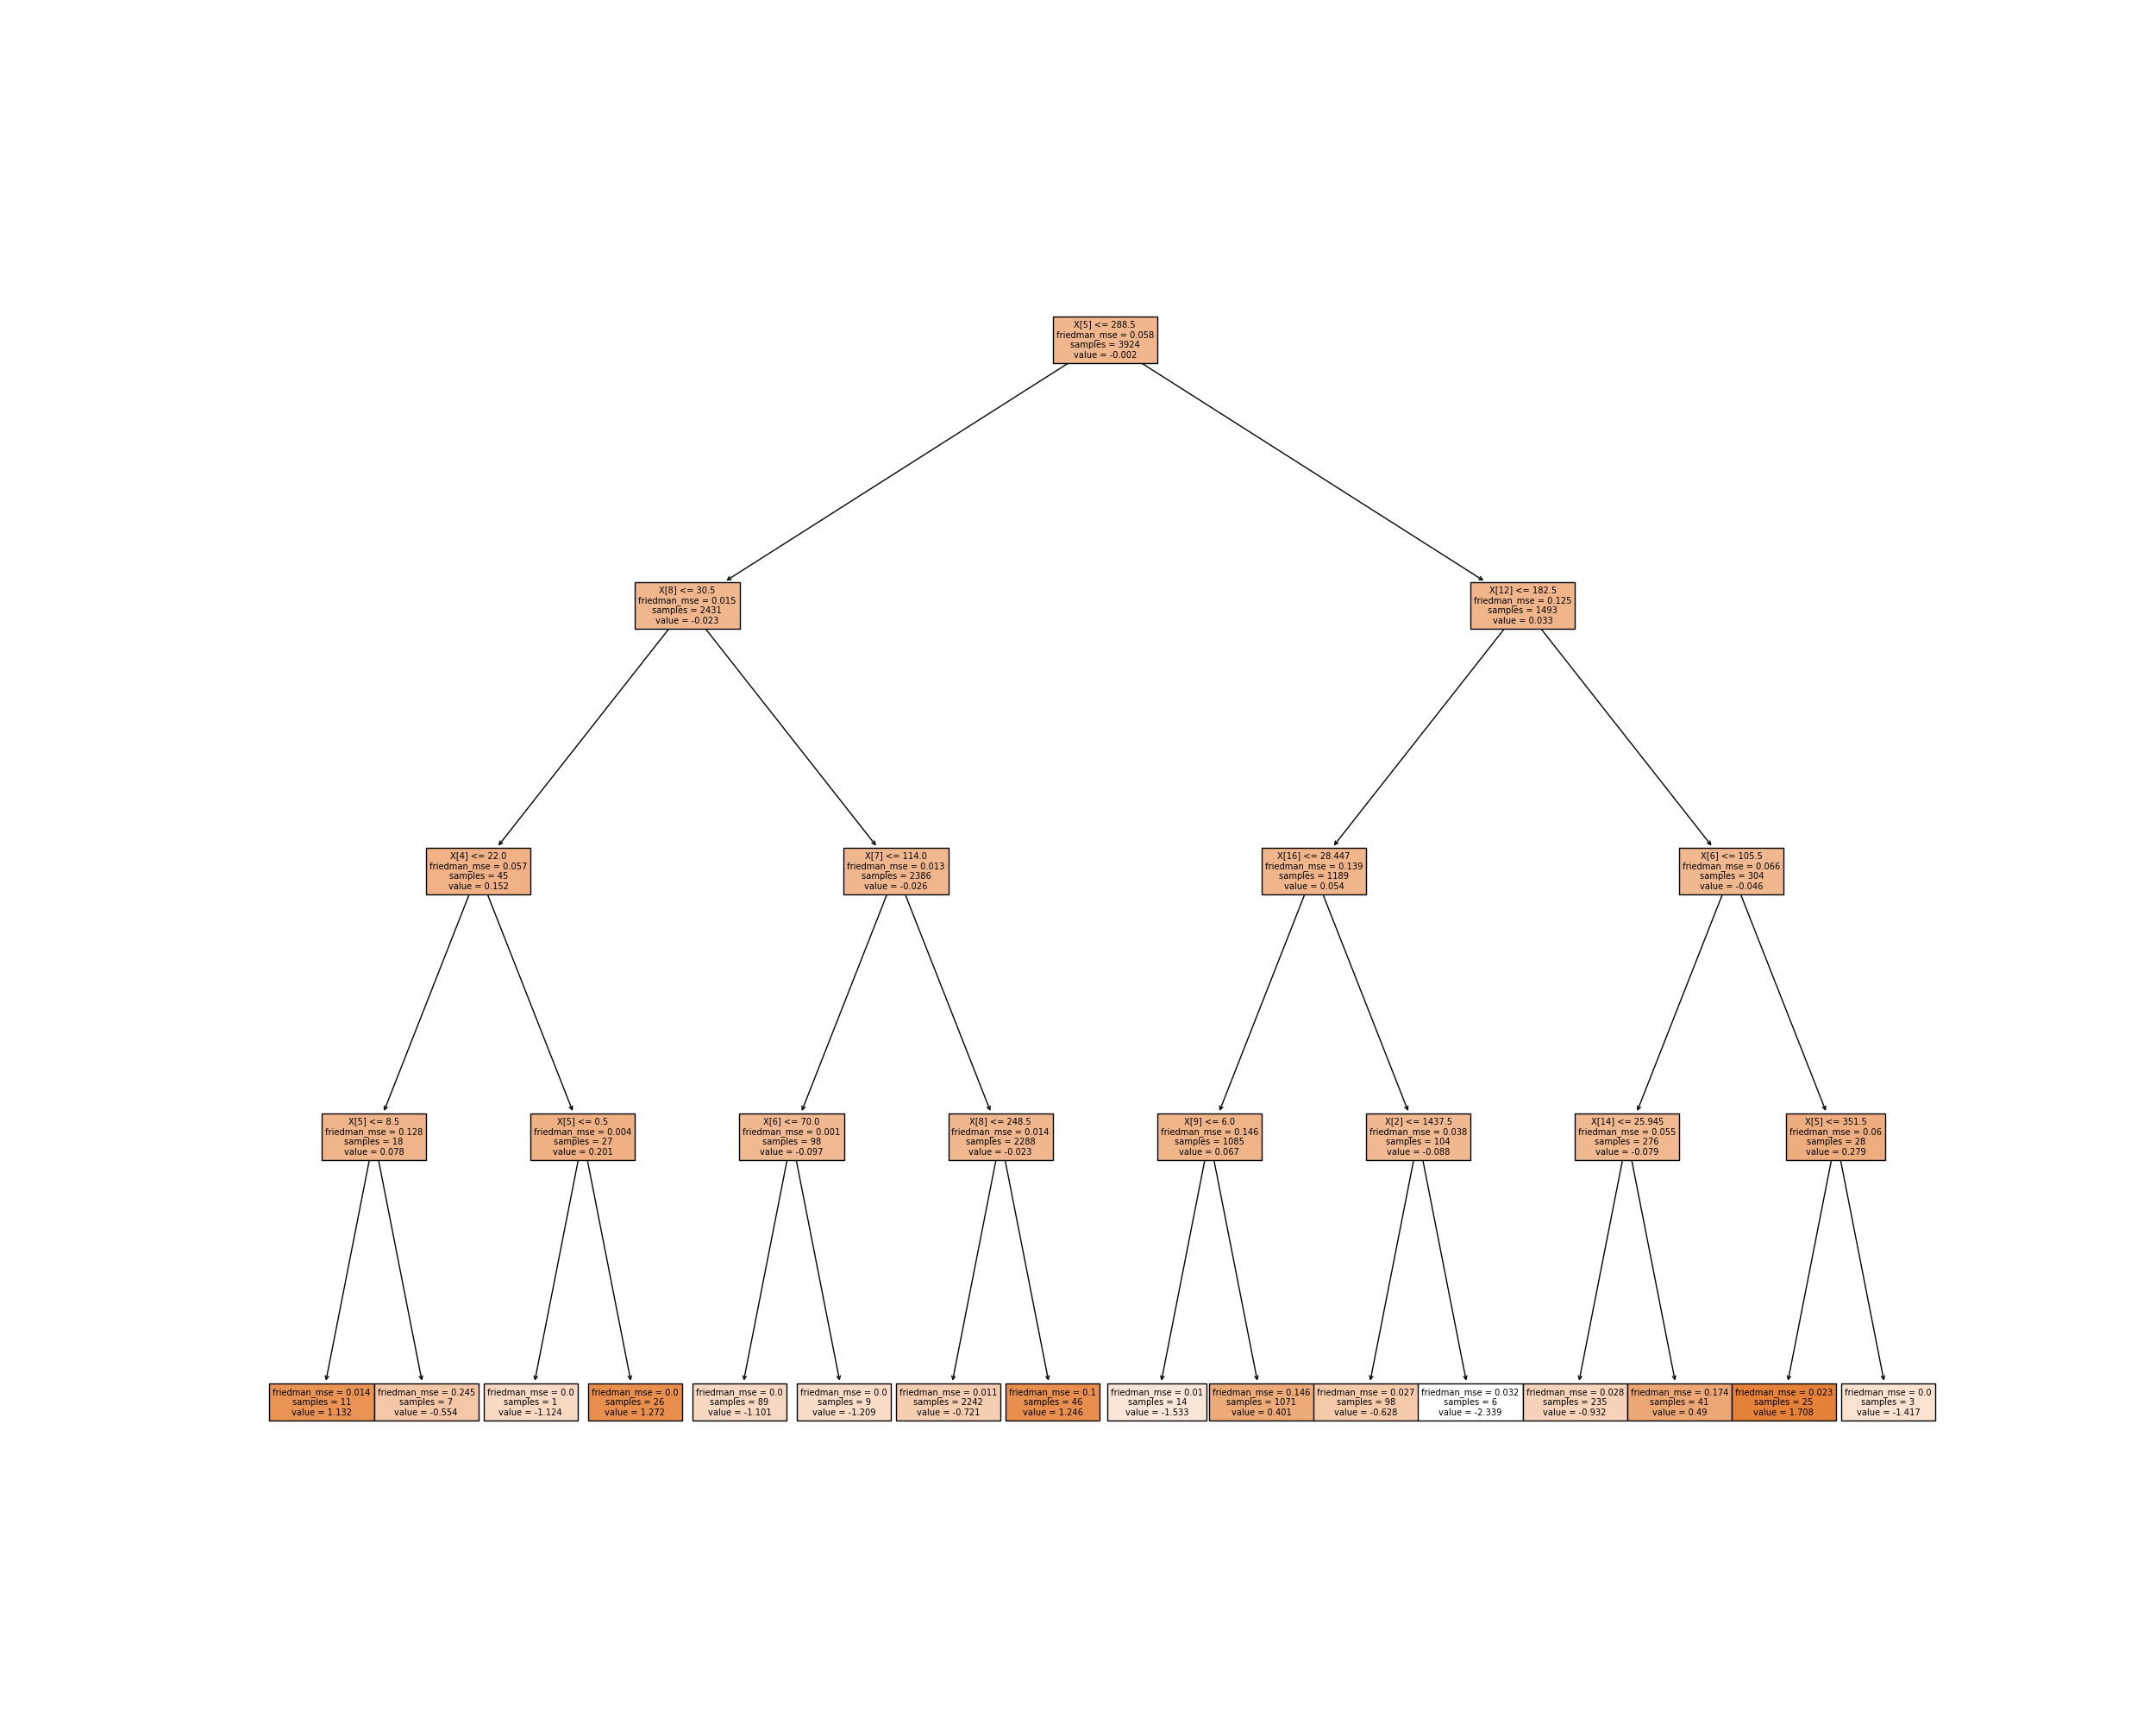 X[5] <= 288.5
friedman_mse = 0.058
samples = 3924
value = -0.002
X[8] <= 30.5
friedman_mse = 0.015
samples = 2431
value = -0.023
X[12] <= 182.5
friedman_mse = 0.125
samples = 1493
value = 0.033
X[4] <= 22.0
friedman_mse = 0.057
samples = 45
value = 0.152
X[7] <= 114.0
friedman_mse = 0.013
samples = 2386
value = -0.026
X[16] <= 28.447
friedman_mse = 0.139
samples = 1189
value = 0.054
X[6] <= 105.5
friedman_mse = 0.066
samples = 304
value = -0.046
X[5] <= 8.5
friedman_mse = 0.128
samples = 18
value = 0.078
X[5] <= 0.5
friedman_mse = 0.004
samples = 27
value = 0.201
X[6] <= 70.0
friedman_mse = 0.001
samples = 98
value = -0.097
X[8] <= 248.5
friedman_mse = 0.014
samples = 2288
value = -0.023
X[9] <= 6.0
friedman_mse = 0.146
samples = 1085
value = 0.067
X[2] <= 1437.5
friedman_mse = 0.038
samples = 104
value = -0.088
X[14] <= 25.945
friedman_mse = 0.055
samples = 276
value = -0.079
X[5] <= 351.5
friedman_mse = 0.06
samples = 28
value = 0.279
friedman_mse = 0.014
samples = 11
value = 1.132
friedman_mse = 0.245
samples = 7
value = -0.554
friedman_mse = 0.0
samples = 1
value = -1.124
friedman_mse = 0.0
samples = 26
value = 1.272
friedman_mse = 0.0
samples = 89
value = -1.101
friedman_mse = 0.0
samples = 9
value = -1.209
friedman_mse = 0.011
samples = 2242
value = -0.721
friedman_mse = 0.1
samples = 46
value = 1.246
friedman_mse = 0.01
samples = 14
value = -1.533
friedman_mse = 0.146
samples = 1071
value = 0.401
friedman_mse = 0.027
samples = 98
value = -0.628
friedman_mse = 0.032
samples = 6
value = -2.339
friedman_mse = 0.028
samples = 235
value = -0.932
friedman_mse = 0.174
samples = 41
value = 0.49
friedman_mse = 0.023
samples = 25
value = 1.708
friedman_mse = 0.0
samples = 3
value = -1.417